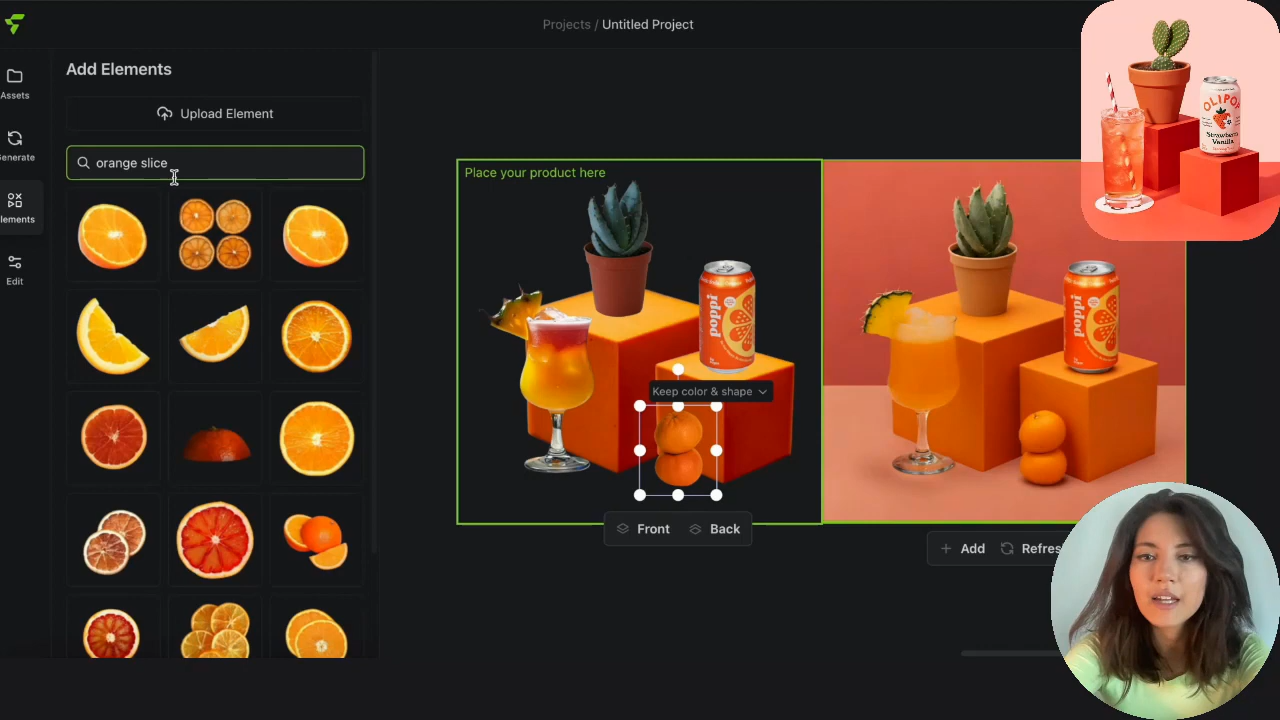 Projects / Untitled Project
Add Elements
Upload Element
orange slice
Assets
Generate
Elements
Edit
Place your product here
poppi
Keep color & shape
Front
Back
poppi
Add
Refres
OLIPOP
Strawberry
Vanilla